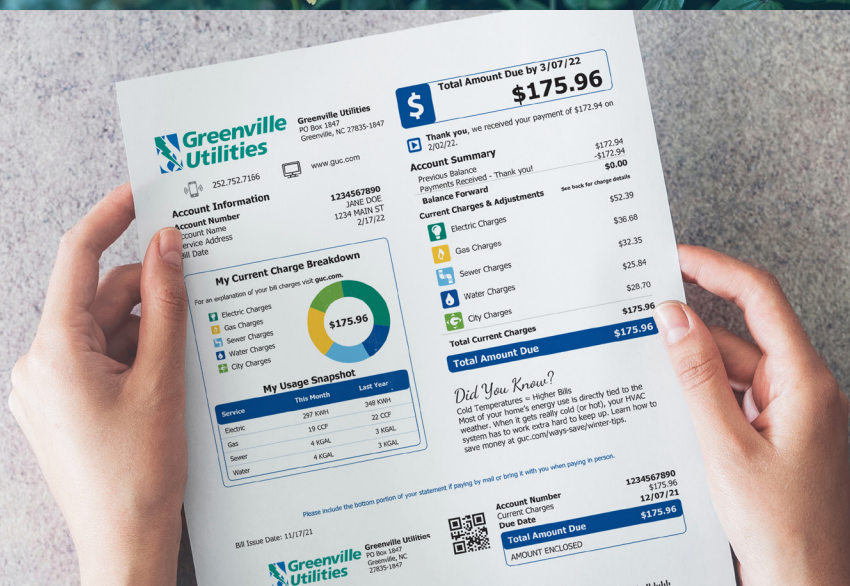 Greenville
Utilities
Greenville Utilities
PO Box 1847
Greenville, NC 27835-1847
252.752.7166
www.guc.com
Account Information
Account Number 1234567890
Account Name JANE DOE
Service Address 1234 MAIN ST
Bill Date 2/17/22
My Current Charge Breakdown
For an explanation of your bill charges visit guc.com.
Electric Charges
Gas Charges
Sewer Charges
Water Charges
City Charges
$175.96
My Usage Snapshot
Service This Month Last Year
Electric 297 KWH 348 KWH
Gas 19 CCF 22 CCF
Sewer 4 KGAL 3 KGAL
Water 4 KGAL 3 KGAL
$
Total Amount Due by 3/07/22
$175.96
Thank you, we received your payment of $172.94 on
2/02/22.
Account Summary
Previous Balance $172.94
Payments Received - Thank you! -$172.94
Balance Forward $0.00
Current Charges & Adjustments See back for charge details
Electric Charges $52.39
Gas Charges $36.68
Sewer Charges $32.35
Water Charges $25.84
City Charges $28.70
Total Current Charges $175.96
Total Amount Due $175.96
Did You Know?
Cold Temperatures = Higher Bills
Most of your home's energy use is directly tied to the
weather. When it gets really cold (or hot), your HVAC
system has to work extra hard to keep up. Learn how to
save money at guc.com/ways-save/winter-tips.
Please include the bottom portion of your statement if paying by mail or bring it with you when paying in person.
Bill Issue Date: 11/17/21
Greenville
Utilities
Greenville Utilities
PO Box 1847
Greenville, NC
27835-1847
Account Number 1234567890
Current Charges $175.96
Due Date 12/07/21
Total Amount Due $175.96
AMOUNT ENCLOSED